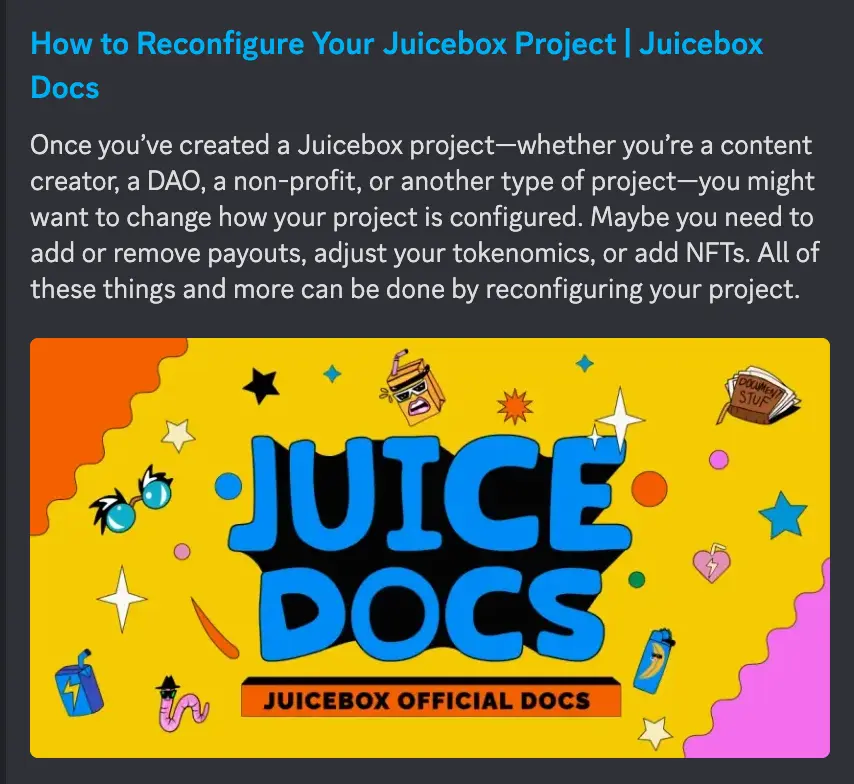 How to Reconfigure Your Juicebox Project | Juicebox
Docs
Once you’ve created a Juicebox project—whether you’re a content
creator, a DAO, a non-profit, or another type of project—you might
want to change how your project is configured. Maybe you need to
add or remove payouts, adjust your tokenomics, or add NFTs. All of
these things and more can be done by reconfiguring your project.
DOCUMENT
STUF
JUICE
DOCS
JUICEBOX OFFICIAL DOCS